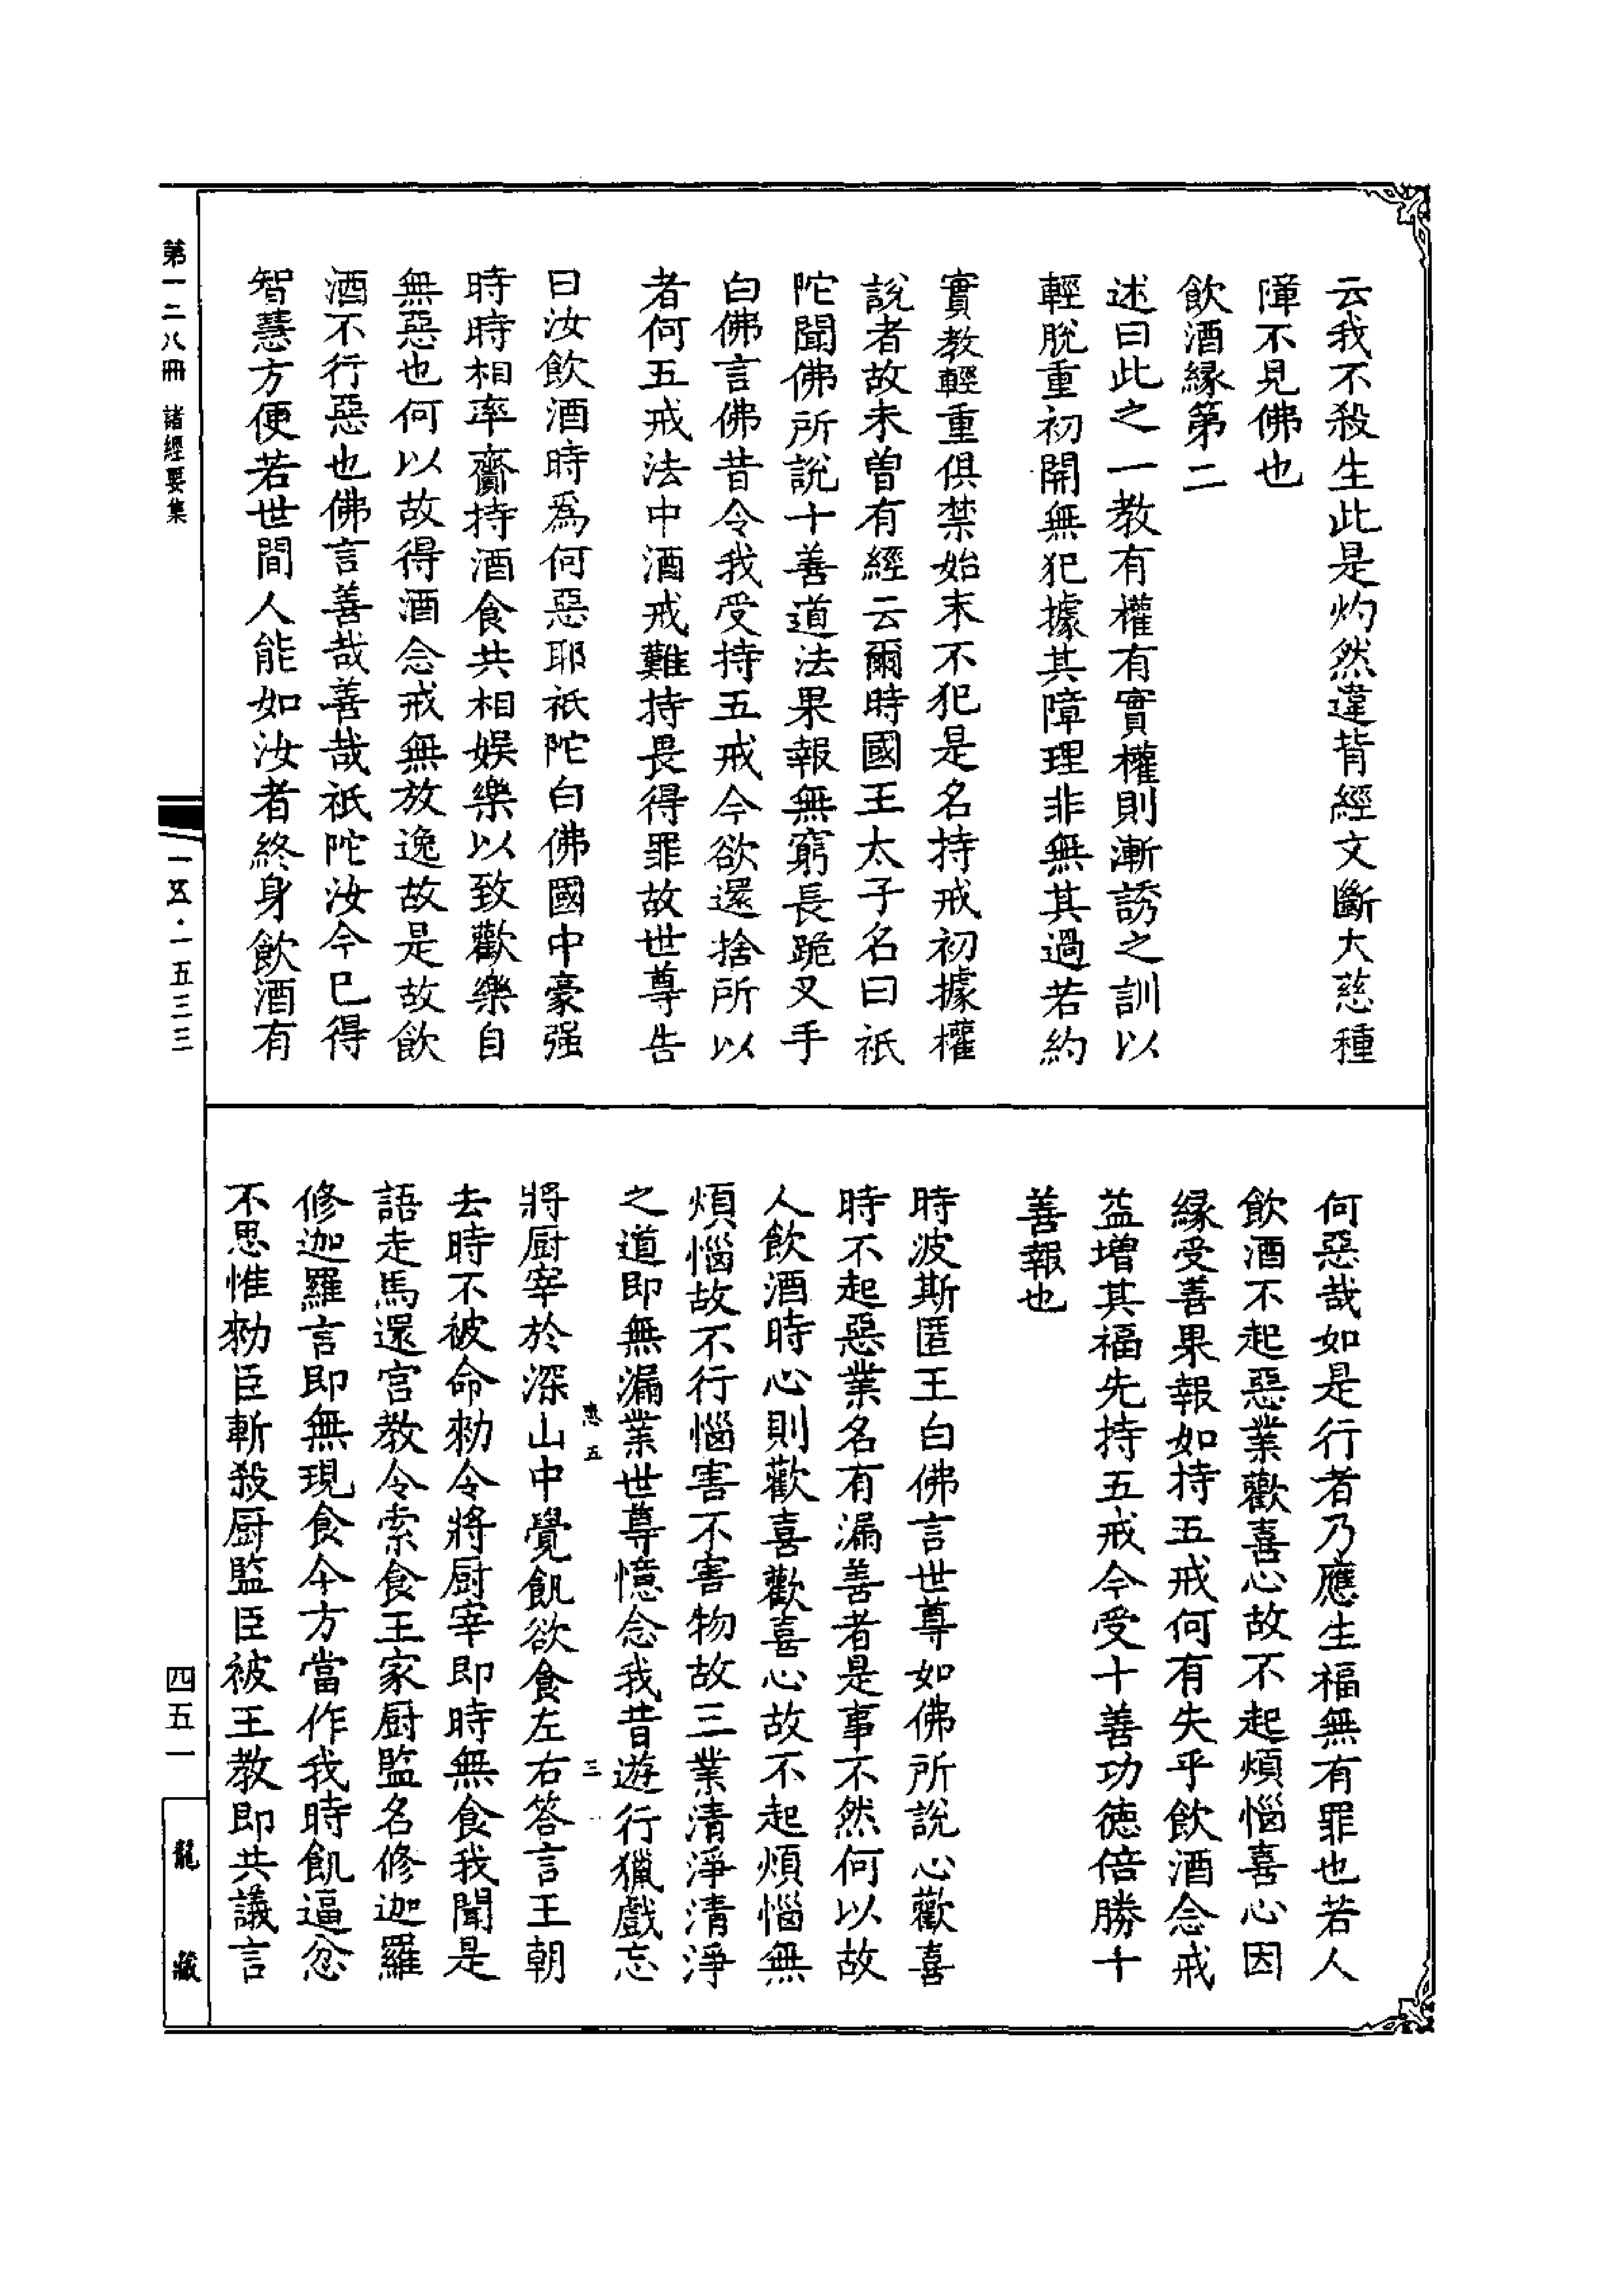 云我不殺生此是灼然違背經文斷大慈種
障不見佛也
飲酒緣第二
述曰此之一教有權有實權則漸誘之訓以
輕脫重初開無犯據其障理非無其過若約
實教輕重俱禁始末不犯是名持戒初據權
說者故未曾有經云爾時國王太子名曰祇
陀聞佛所說十善道法果報無窮長跪叉手
白佛言佛昔令我受持五戒今欲還捨所以
者何五戒法中酒戒難持畏得罪故世尊告
曰汝飲酒時爲何惡耶祇陀白佛國中豪强
時時相率齎持酒食共相娛樂以致歡樂自
無惡也何以故得酒念戒無放逸故是故飲
酒不行惡也佛言善哉善哉祇陀汝今已得
智慧方便若世間人能如汝者終身飲酒有
何惡哉如是行者乃應生福無有罪也若人
飲酒不起惡業歡喜心故不起煩惱喜心因
緣受善果報如持五戒何有失乎飲酒念戒
益增其福先持五戒今受十善功德倍勝十
善報也
時波斯匿王白佛言世尊如佛所說心歡喜
時不起惡業名有漏善者是事不然何以故
人飲酒時心則歡喜歡喜心故不起煩惱無
煩惱故不行惱害不害物故三業清淨清淨
之道即無漏業世尊憶念我昔遊行獵戲忘
將厨宰於深山中覺飢欲食左右答言王朝
去時不被命勑令將厨宰即時無食我聞是
語走馬還宫教令索食王家厨監名修迦羅
修迦羅言即無現食今方當作我時飢逼忿
不思惟勑臣斬殺厨監臣被王教即共議言
五
三
第一二八冊 諸經要集
一五·一五三三
四五一
龍藏